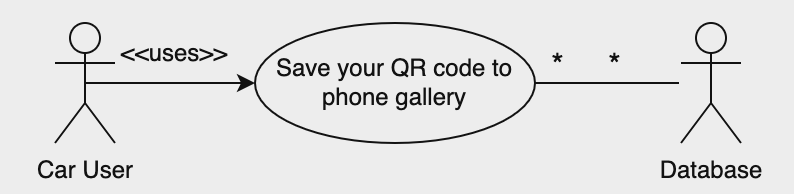 <<uses>>
Save your QR code to
phone gallery
* *
Car User
Database